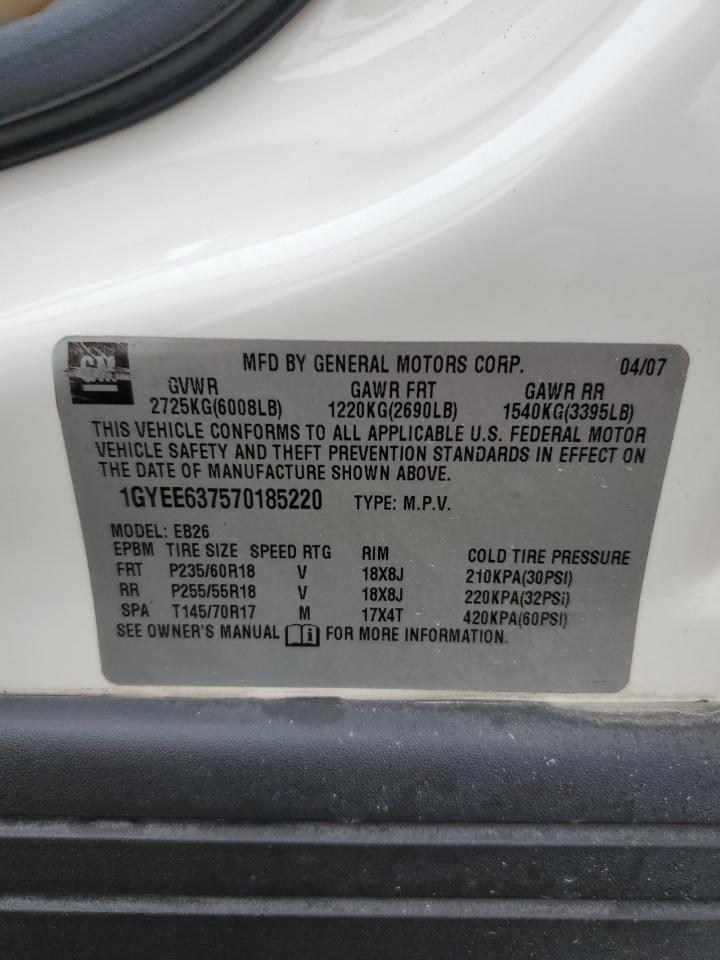 GM
MFD BY GENERAL MOTORS CORP. 04/07
GVWR GAWR FRT GAWR RR
2725KG(6008LB) 1220KG(2690LB) 1540KG(3395LB)
THIS VEHICLE CONFORMS TO ALL APPLICABLE U.S. FEDERAL MOTOR
VEHICLE SAFETY AND THEFT PREVENTION STANDARDS IN EFFECT ON
THE DATE OF MANUFACTURE SHOWN ABOVE.
1GYEE637570185220 TYPE: M.P.V.
MODEL: EB26
EPBM TIRE SIZE SPEED RTG RIM COLD TIRE PRESSURE
FRT P235/60R18 V 18X8J 210KPA(30PSI)
RR P255/55R18 V 18X8J 220KPA(32PSI)
SPA T145/70R17 M 17X4T 420KPA(60PSI)
SEE OWNER'S MANUAL i FOR MORE INFORMATION.